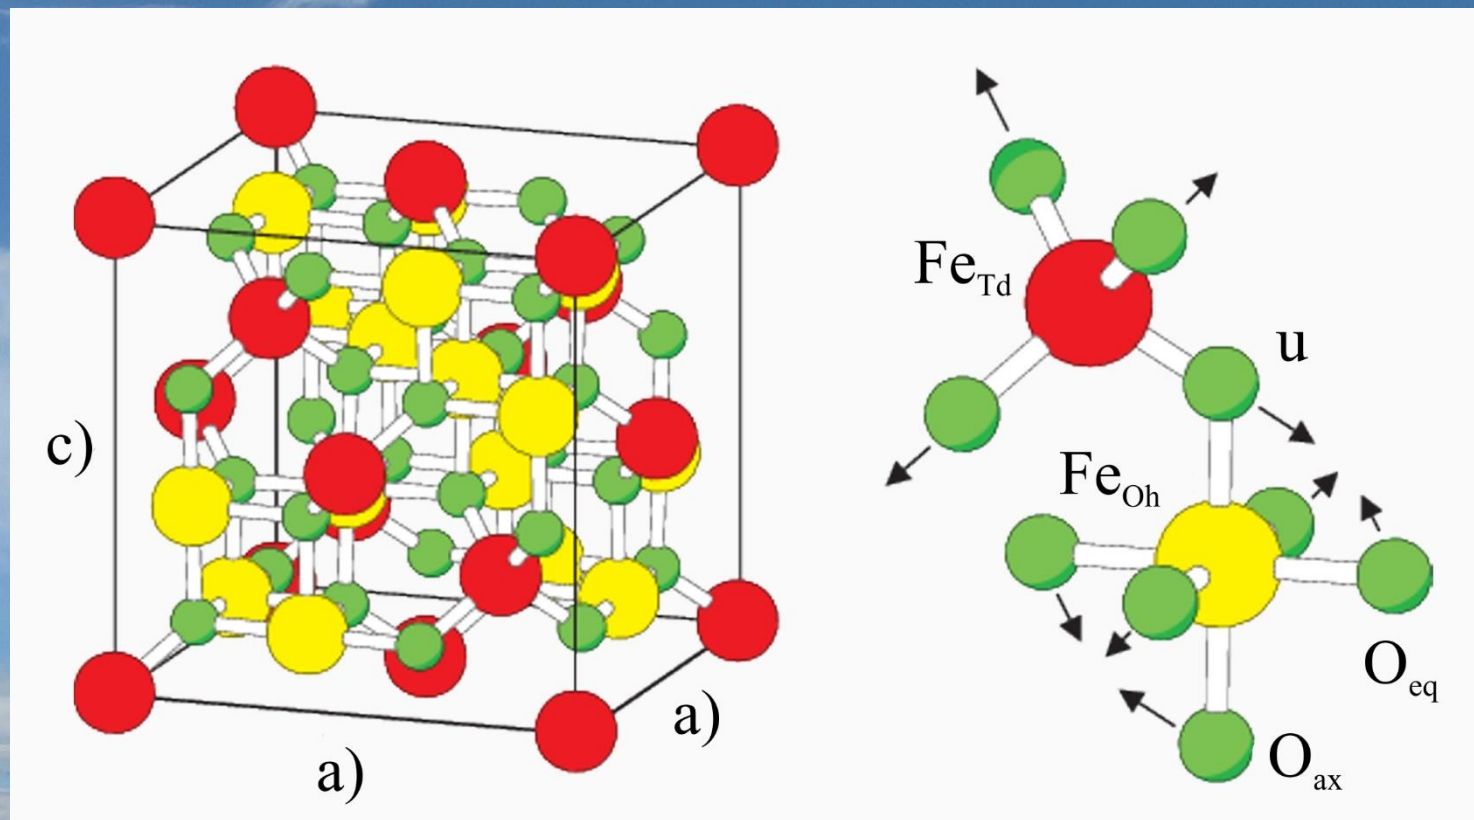 c)
a)
a)
Fe_Td
u
Fe_Oh
O_eq
O_ax